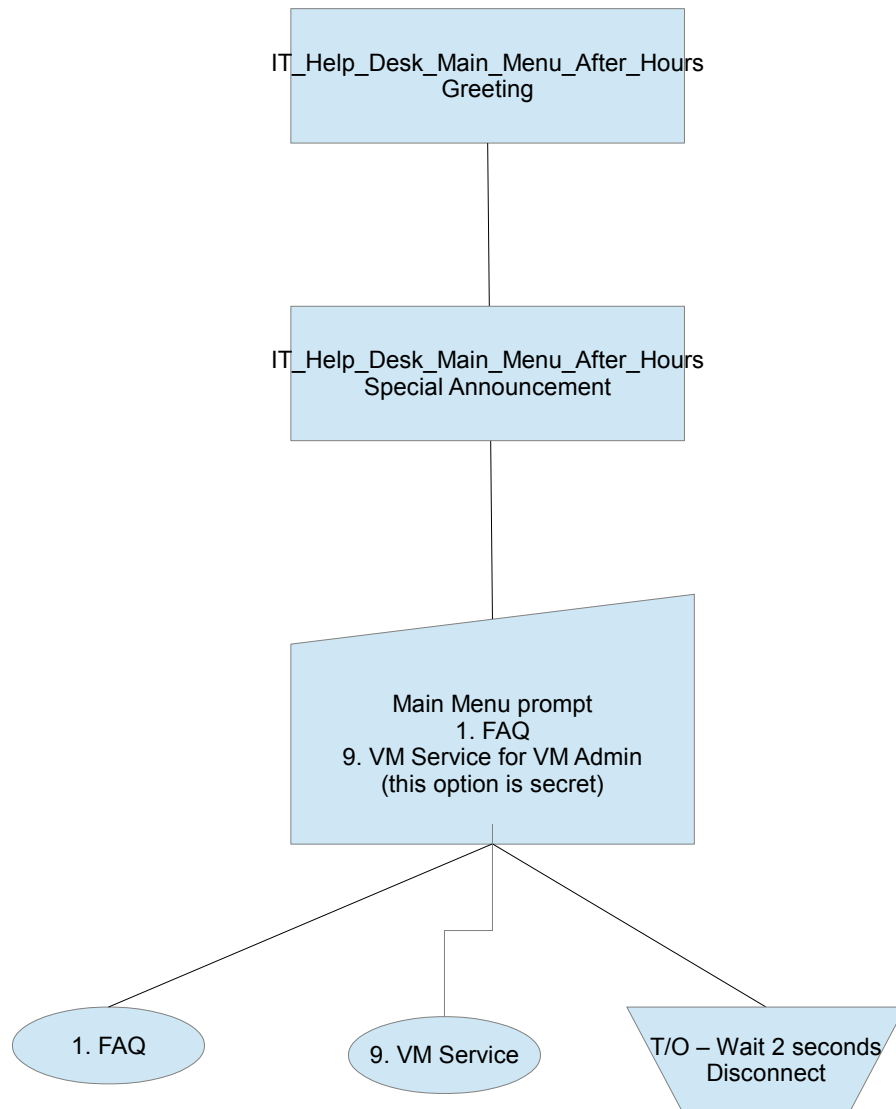 IT_Help_Desk_Main_Menu_After_Hours
Greeting
IT_Help_Desk_Main_Menu_After_Hours
Special Announcement
Main Menu prompt
1. FAQ
9. VM Service for VM Admin
(this option is secret)
1. FAQ
9. VM Service
T/O – Wait 2 seconds
Disconnect